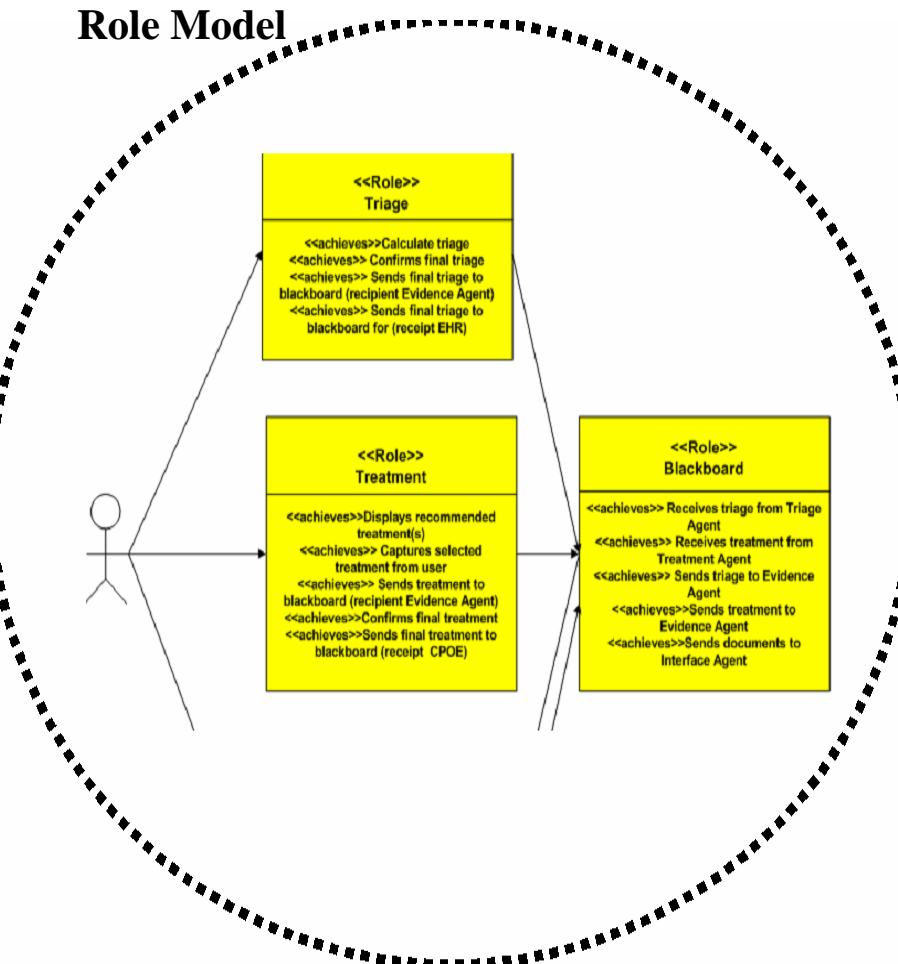 Role Model
<<Role>>
Triage
<<achieves>>Calculate triage
<<achieves>> Confirms final triage
<<achieves>> Sends final triage to
blackboard (recipient Evidence Agent)
<<achieves>> Sends final triage to
blackboard for (receipt EHR)
<<Role>>
Treatment
<<achieves>>Displays recommended
treatment(s)
<<achieves>> Captures selected
treatment from user
<<achieves>> Sends treatment to
blackboard (recipient Evidence Agent)
<<achieves>>Confirms final treatment
<<achieves>>Sends final treatment to
blackboard (receipt CPOE)
<<Role>>
Blackboard
<<achieves>> Receives triage from Triage
Agent
<<achieves>> Receives treatment from
Treatment Agent
<<achieves>> Sends triage to Evidence
Agent
<<achieves>>Sends treatment to
Evidence Agent
<<achieves>>Sends documents to
Interface Agent